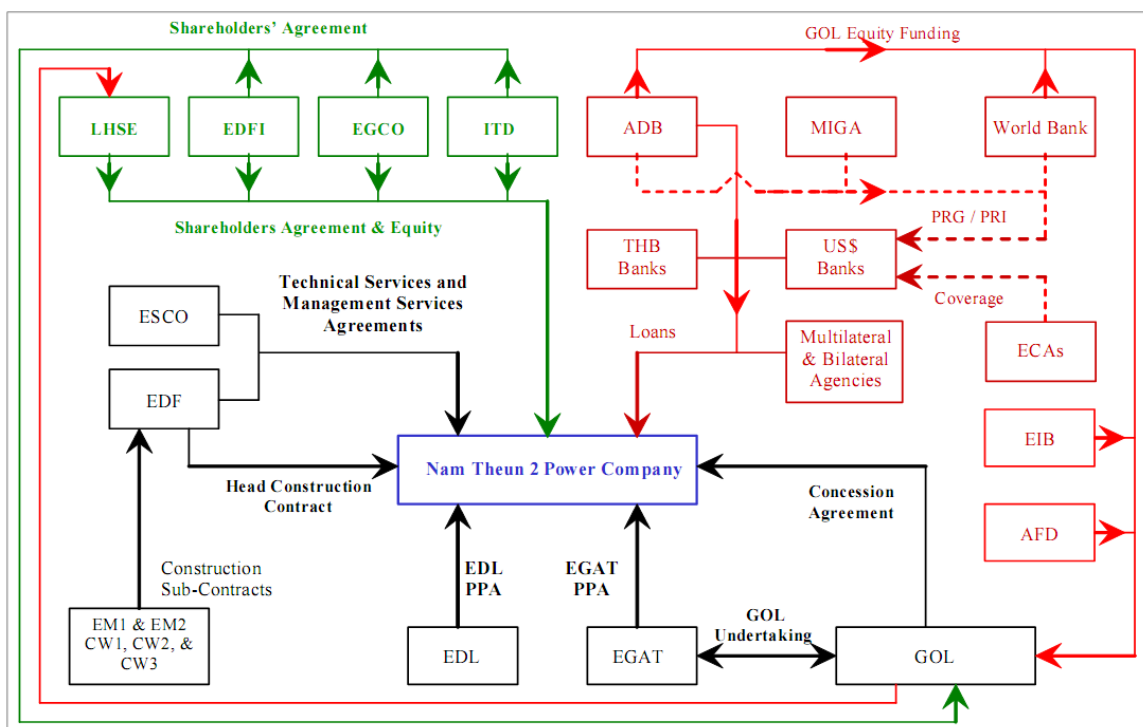 Shareholders' Agreement
GOL Equity Funding
LHSE
EDFI
EGCO
ITD
ADB
MIGA
World Bank
Shareholders Agreement & Equity
PRG / PRI
THB
Banks
US$
Banks
Technical Services and
Management Services
Agreements
ESCO
Coverage
Loans
Multilateral
& Bilateral
Agencies
ECAs
EDF
EIB
Nam Theun 2 Power Company
Head Construction
Contract
Concession
Agreement
AFD
Construction
Sub-Contracts
EDL
PPA
EGAT
PPA
EM1 & EM2
CW1, CW2, &
CW3
EDL
EGAT
GOL
Undertaking
GOL